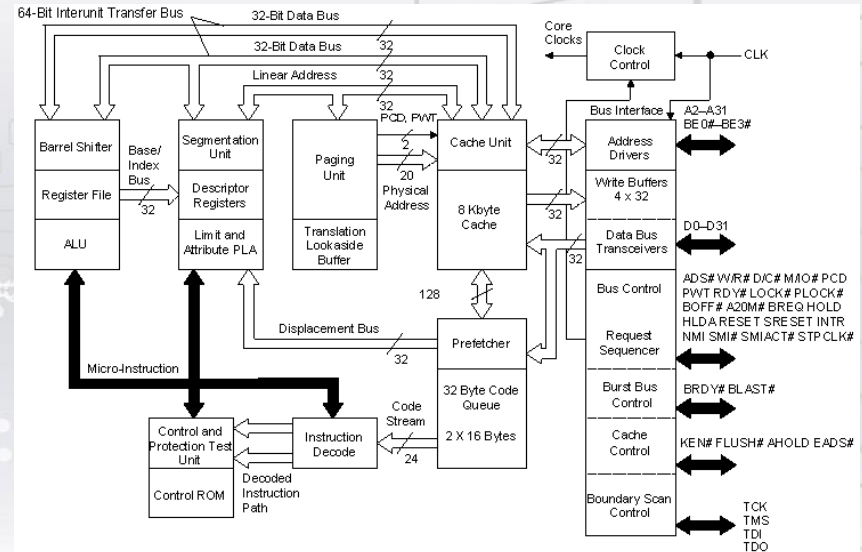 64-Bit Interunit Transfer Bus
32-Bit Data Bus
32
32-Bit Data Bus
32
Linear Address
32
32
Core
Clocks
Clock
Control
CLK
Bus Interface
A2–A31
BE0#–BE3#
Barrel Shifter
Register File
ALU
Base/
Index
Bus
32
Segmentation
Unit
Descriptor
Registers
Limit and
Attribute PLA
Paging
Unit
Translation
Lookaside
Buffer
PCD, PWT
2
20
Physical
Address
Cache Unit
8 Kbyte
Cache
32
32
32
Address
Drivers
Write Buffers
4 x 32
Data Bus
Transceivers
D0–D31
Bus Control
Request
Sequencer
ADS# W/R# D/C# M/IO# PCD
PWT RDY# LOCK# PLOCK#
BOFF# A20M# BREQ HOLD
HLDA RESET SRESET INTR
NMI SMI# SMIACT# STPCLK#
Burst Bus
Control
BRDY# BLAST#
Cache
Control
KEN# FLUSH# AHOLD EADS#
Boundary Scan
Control
TCK
TMS
TDI
TDO
128
Displacement Bus
32
Prefetcher
32 Byte Code
Queue
2 X 16 Bytes
Micro-Instruction
Code
Stream
24
Instruction
Decode
Control and
Protection Test
Unit
Control ROM
Decoded
Instruction
Path